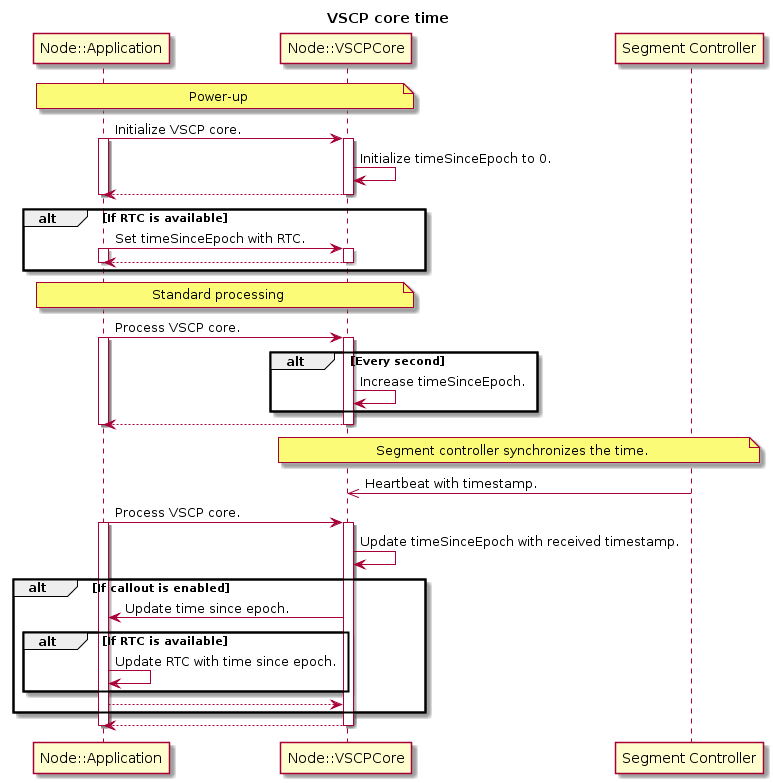 VSCP core time
Node::Application
Node::VSCPCore
Segment Controller
Power-up
Initialize VSCP core.
Initialize timeSinceEpoch to 0.
alt
[If RTC is available]
Set timeSinceEpoch with RTC.
Standard processing
Process VSCP core.
alt
[Every second]
Increase timeSinceEpoch.
Segment controller synchronizes the time.
Heartbeat with timestamp.
Process VSCP core.
Update timeSinceEpoch with received timestamp.
alt
[If callout is enabled]
Update time since epoch.
alt
[If RTC is available]
Update RTC with time since epoch.
Node::Application
Node::VSCPCore
Segment Controller